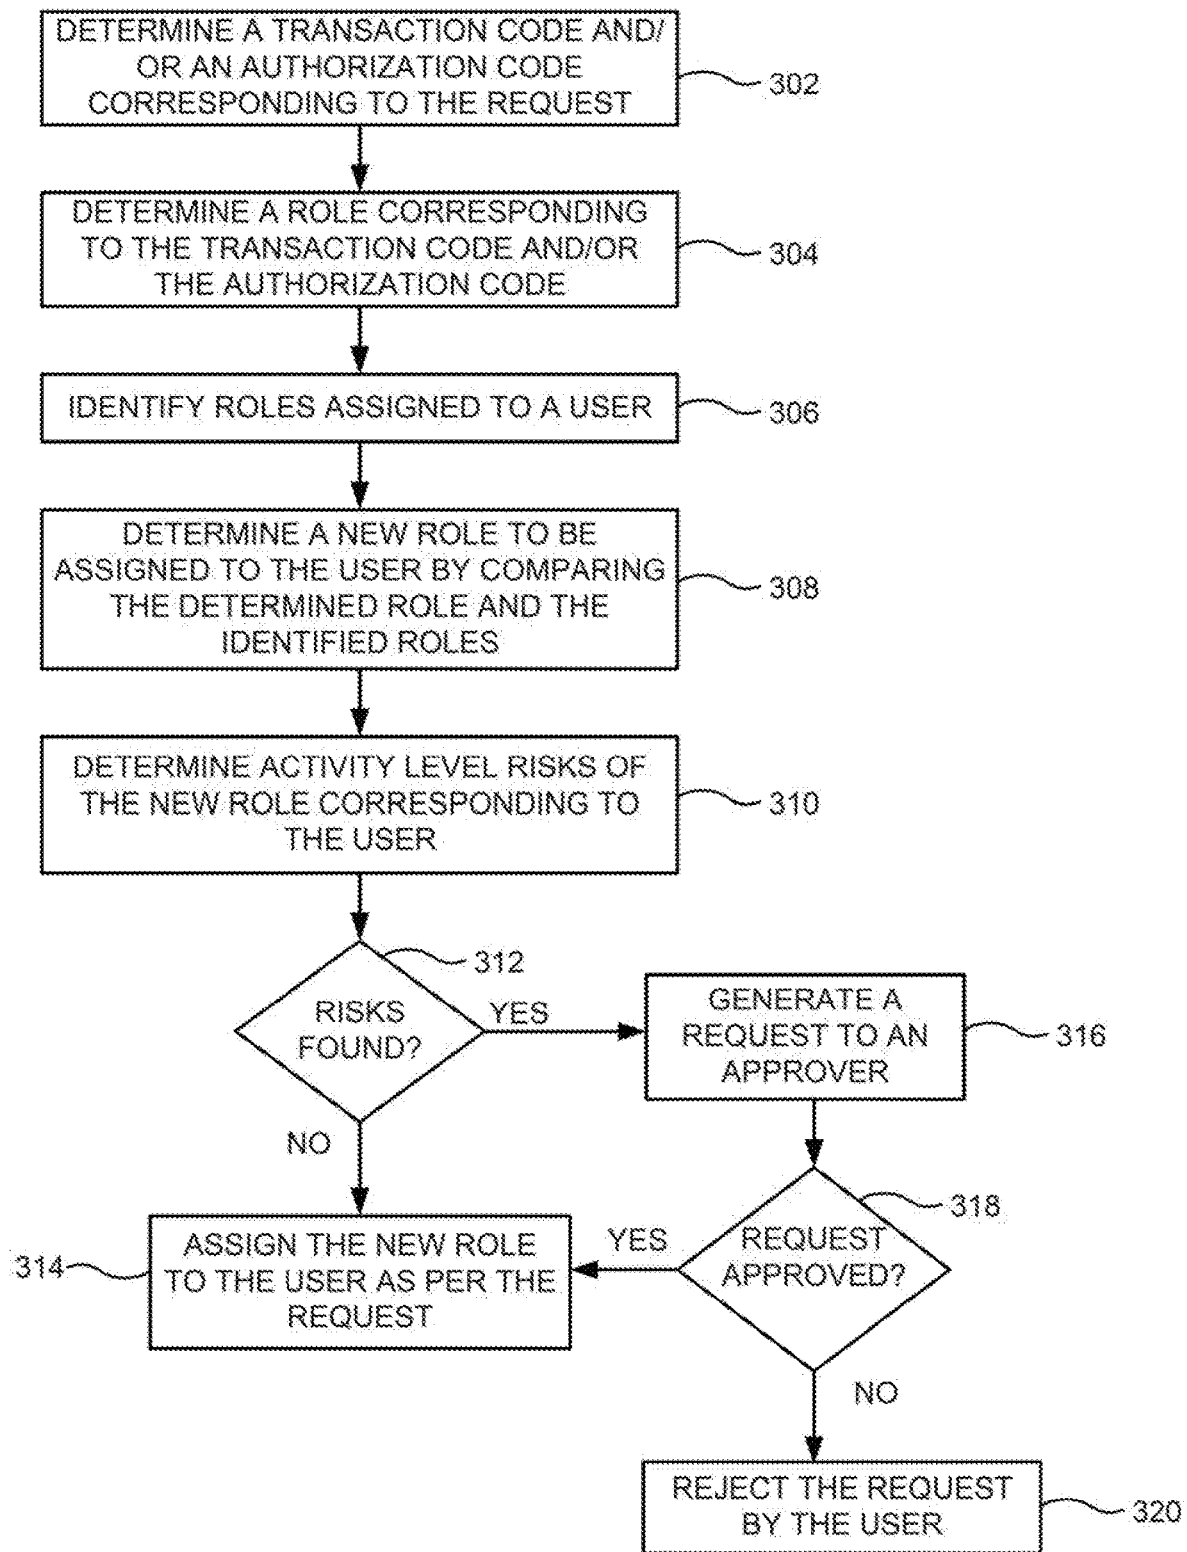 DETERMINE A TRANSACTION CODE AND/
OR AN AUTHORIZATION CODE
CORRESPONDING TO THE REQUEST
302
DETERMINE A ROLE CORRESPONDING
TO THE TRANSACTION CODE AND/OR
THE AUTHORIZATION CODE
304
IDENTIFY ROLES ASSIGNED TO A USER
306
DETERMINE A NEW ROLE TO BE
ASSIGNED TO THE USER BY COMPARING
THE DETERMINED ROLE AND THE
IDENTIFIED ROLES
308
DETERMINE ACTIVITY LEVEL RISKS OF
THE NEW ROLE CORRESPONDING TO
THE USER
310
312
RISKS
FOUND?
YES
NO
GENERATE A
REQUEST TO AN
APPROVER
316
318
REQUEST
APPROVED?
YES
NO
314
ASSIGN THE NEW ROLE
TO THE USER AS PER THE
REQUEST
REJECT THE REQUEST
BY THE USER
320